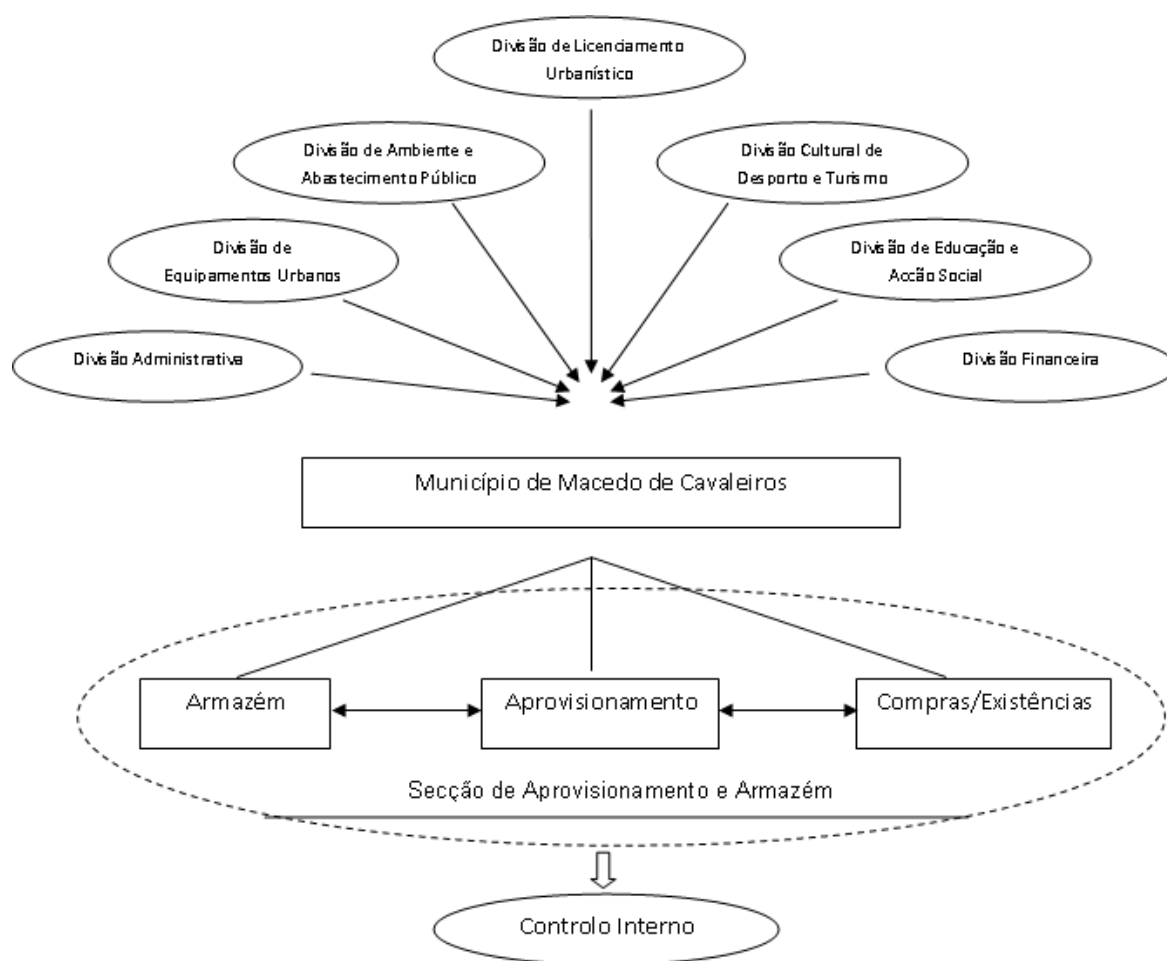 Divisão de Licenciamento
Urbanístico
Divisão de Ambiente e
Abastecimento Público
Divisão Cultural de
Desporto e Turismo
Divisão de
Equipamentos Urbanos
Divisão de Educação e
Acção Social
Divisão Administrativa
Divisão Financeira
Município de Macedo de Cavaleiros
Armazém
Aprovisionamento
Compras/Existências
Secção de Aprovisionamento e Armazém
Controlo Interno